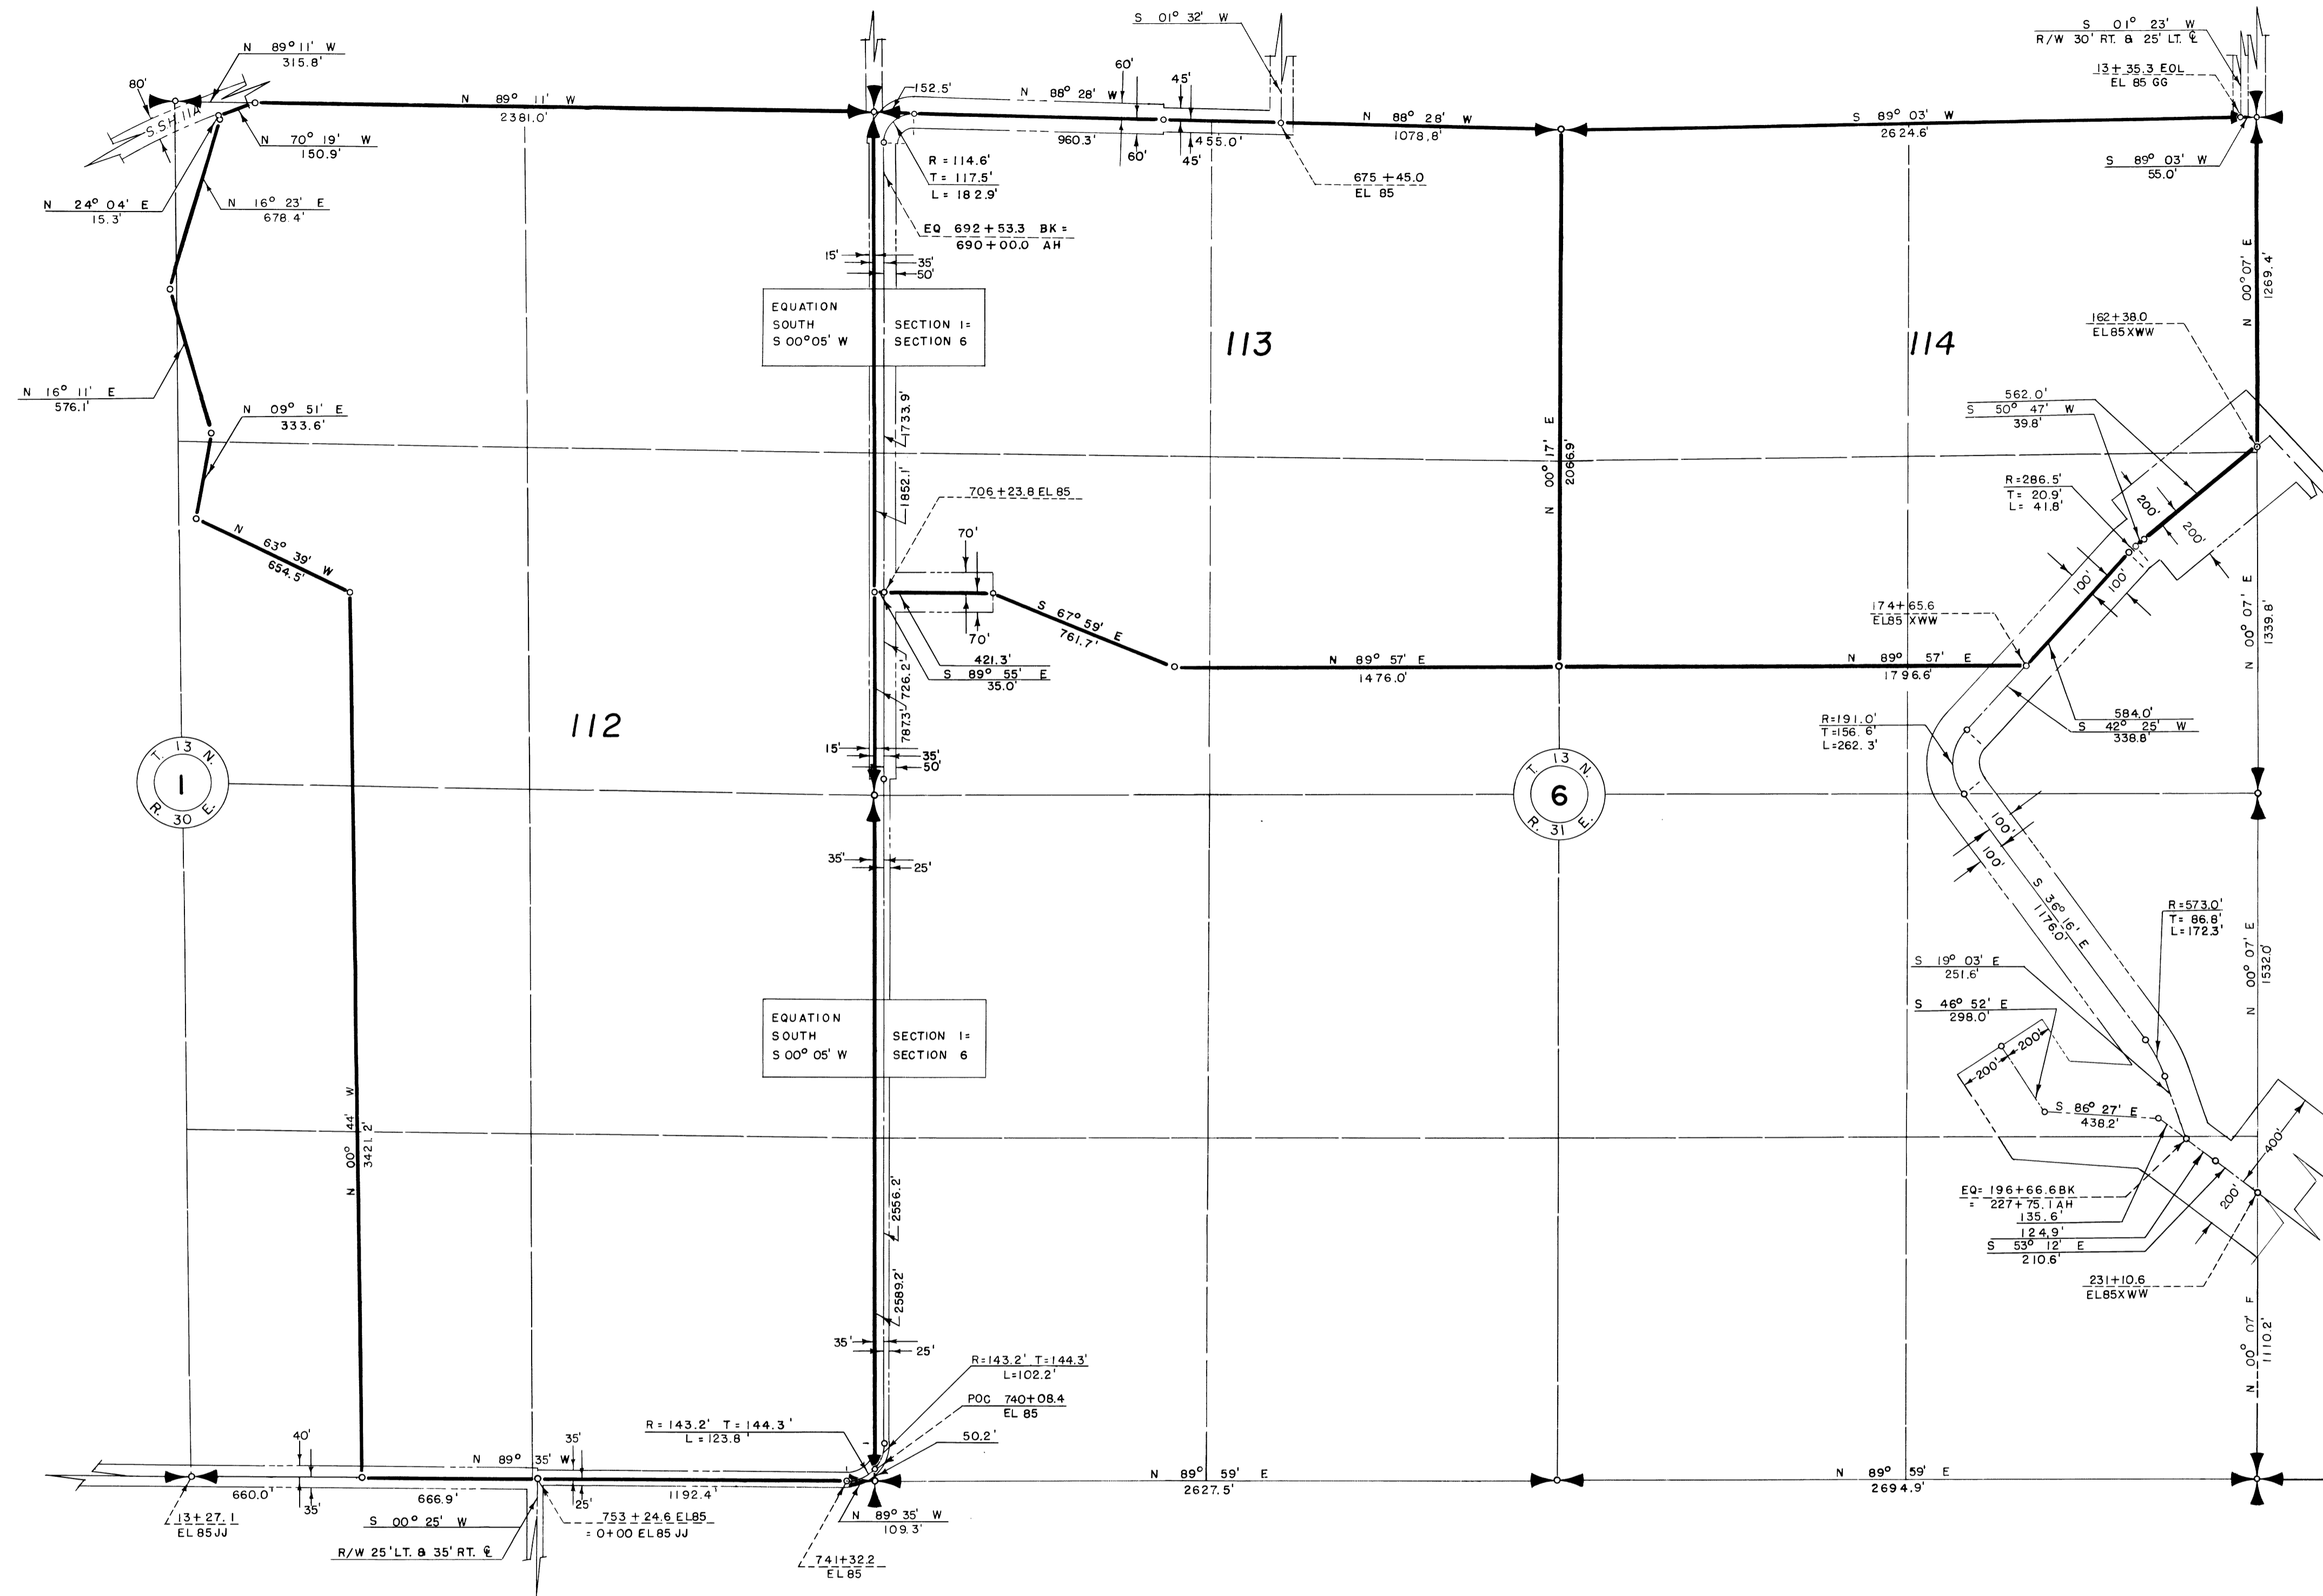 S 01° 32' W
S 01° 23' W
R/W 30' RT. & 25' LT. ℄
13+35.3 EOL
EL 85 GG
N 89° 11' W
315.8'
80'
S.S.H. 11A
N 89° 11' W
2381.0'
152.5'
60'
N 88° 28' W
45'
N 88° 28' W
1078.8'
S 89° 03' W
2624.6'
N 70° 19' W
150.9'
960.3'
60'
455.0'
45'
S 89° 03' W
55.0'
R = 114.6'
T = 117.5'
L = 182.9'
675 +45.0
EL 85
N 24° 04' E
15.3'
N 16° 23' E
678.4'
EQ 692+53.3 BK =
690+00.0 AH
15'
35'
50'
N 00° 07' E
1269.4'
EQUATION
SOUTH SECTION 1=
S 00° 05' W SECTION 6
113
114
162+38.0
EL85XWW
N 16° 11' E
576.1'
N 09° 51' E
333.6'
562.0'
S 50° 47' W
39.8'
1733.9'
1852.1'
N 00° 17' E
2066.9'
706+23.8 EL 85
R=286.5'
T= 20.9'
L= 41.8'
200'
200'
N 63° 39' W
654.5'
70'
70'
100'
100'
N 00° 07' E
1339.8'
174+65.6
EL85 XWW
S 67° 59' E
761.7'
421.3'
S 89° 55' E
35.0'
N 89° 57' E
1476.0'
N 89° 57' E
1796.6'
726.2'
787.3'
112
R=191.0'
T=156.6'
L=262.3'
584.0'
S 42° 25' W
338.8'
15'
35'
50'
T. 13 N.
1
R. 30 E.
T. 13 N.
6
R. 31 E.
35'
25'
100'
100'
S 36° 16' E
1176.0'
R=573.0'
T= 86.8'
L=172.3'
N 00° 07' E
1532.0'
S 19° 03' E
251.6'
S 46° 52' E
298.0'
EQUATION
SOUTH SECTION 1=
S 00° 05' W SECTION 6
200'
200'
N 00° 44' W
3421.2'
S 86° 27' E
438.2'
400'
200'
2556.2'
2589.2'
EQ= 196+66.6 BK
= 227+75.1 AH
135.6'
124.9'
S 53° 12' E
210.6'
231+10.6
EL85XWW
N 00° 07' E
1110.2'
35'
25'
R=143.2' T=144.3'
L=102.2'
POC 740+08.4
EL 85
R = 143.2' T = 144.3'
L = 123.8'
50.2'
40'
N 89° 35' W
35'
660.0'
35'
666.9'
25'
1192.4'
N 89° 59' E
2627.5'
N 89° 59' E
2694.9'
13+27.1
EL 85JJ
S 00° 25' W
R/W 25' LT. & 35' RT. ℄
753 +24.6 EL85
= 0+00 EL85 JJ
N 89° 35' W
109.3'
741+32.2
EL85